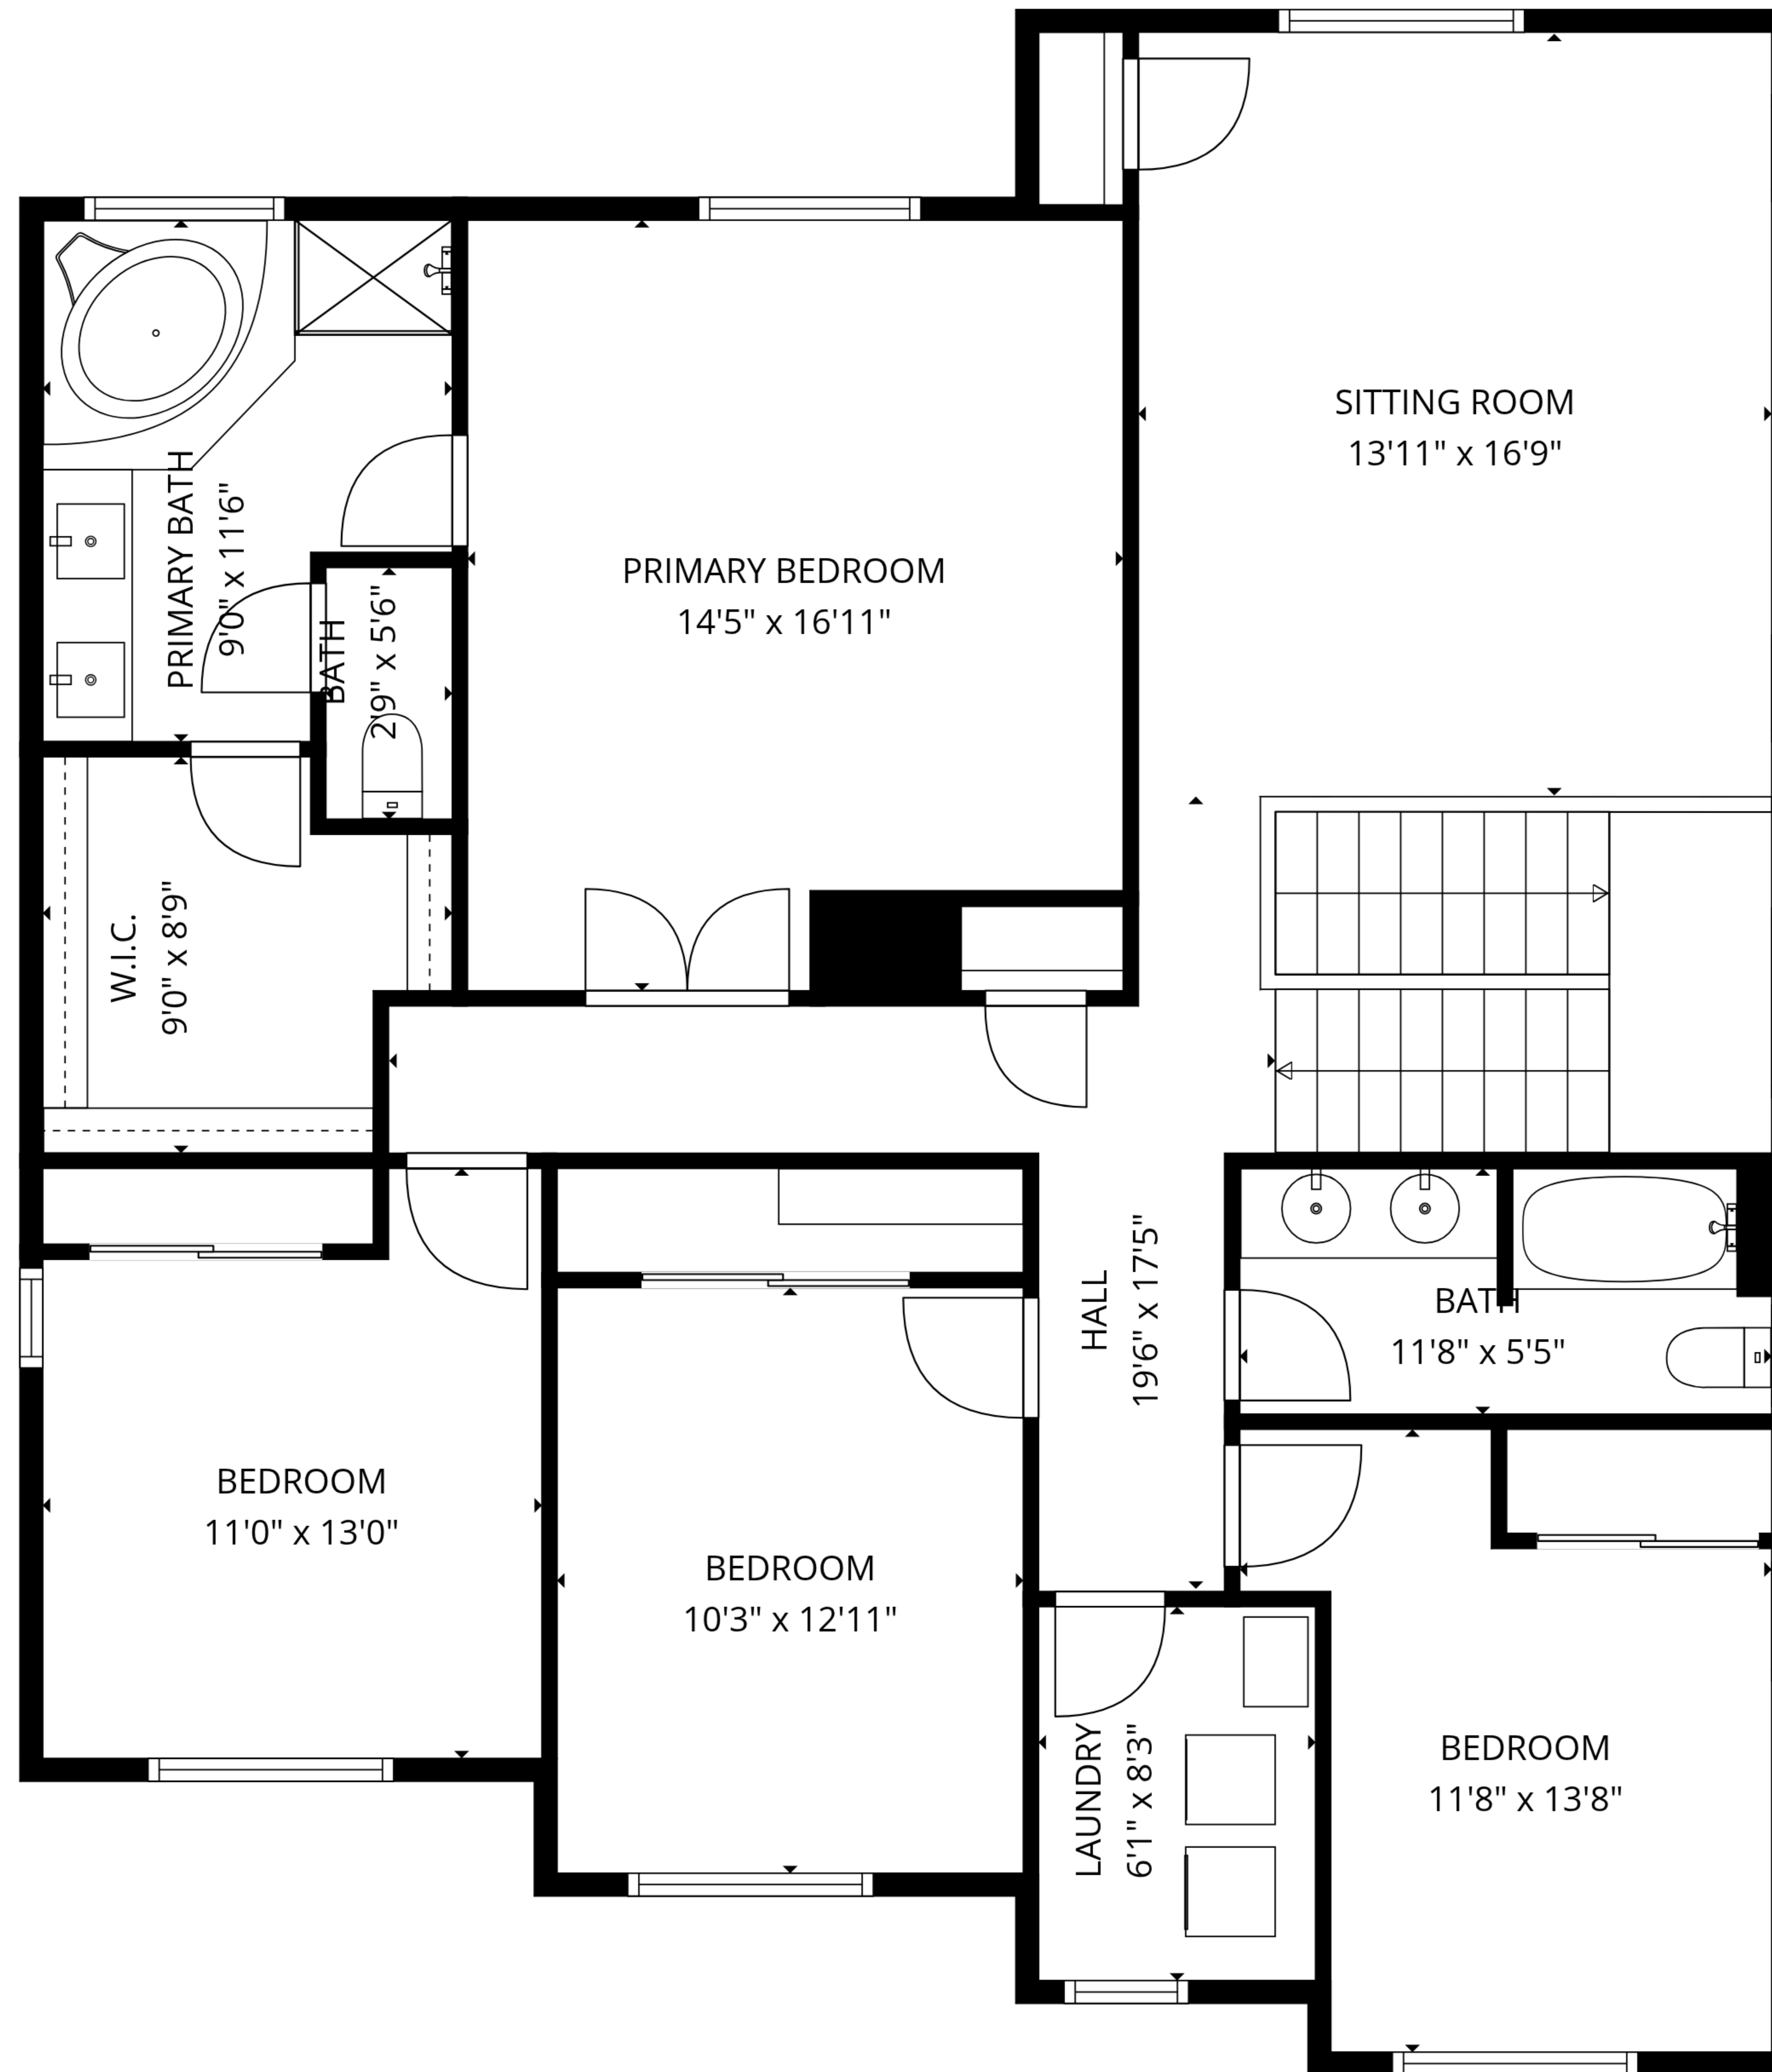 SITTING ROOM
13'11" x 16'9"
PRIMARY BATH
9'0" x 11'6"
BATH
2'9" x 5'6"
PRIMARY BEDROOM
14'5" x 16'11"
W.I.C.
9'0" x 8'9"
HALL
19'6" x 17'5"
BATH
11'8" x 5'5"
BEDROOM
11'0" x 13'0"
BEDROOM
10'3" x 12'11"
LAUNDRY
6'1" x 8'3"
BEDROOM
11'8" x 13'8"